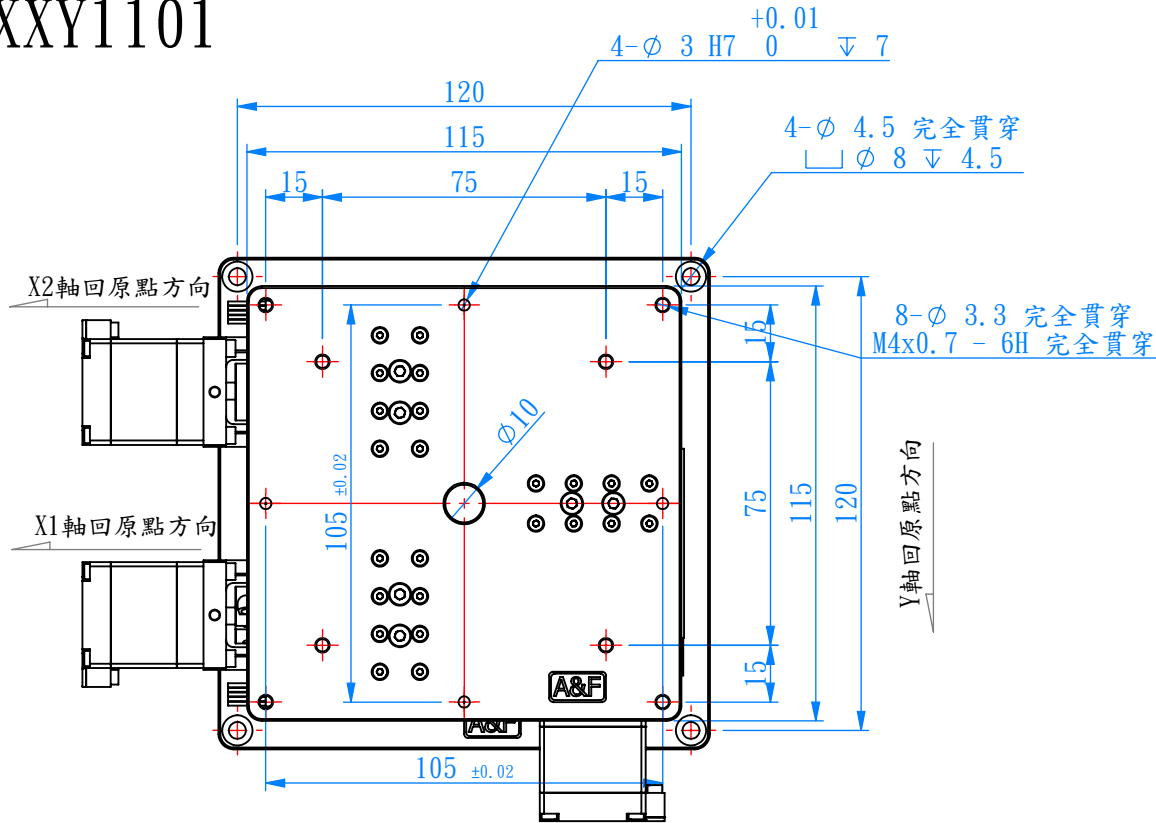 XXY1101
+0.01
4-∅ 3 H7 0 ↧ 7
120
4-∅ 4.5 完全貫穿
⌴ ∅ 8 ↧ 4.5
115
15 75 15
X2軸回原點方向
8-∅ 3.3 完全貫穿
M4x0.7 - 6H 完全貫穿
15
∅10
105 ±0.02
75
115
120
Y軸回原點方向
X1軸回原點方向
15
A&F
A&F
105 ±0.02